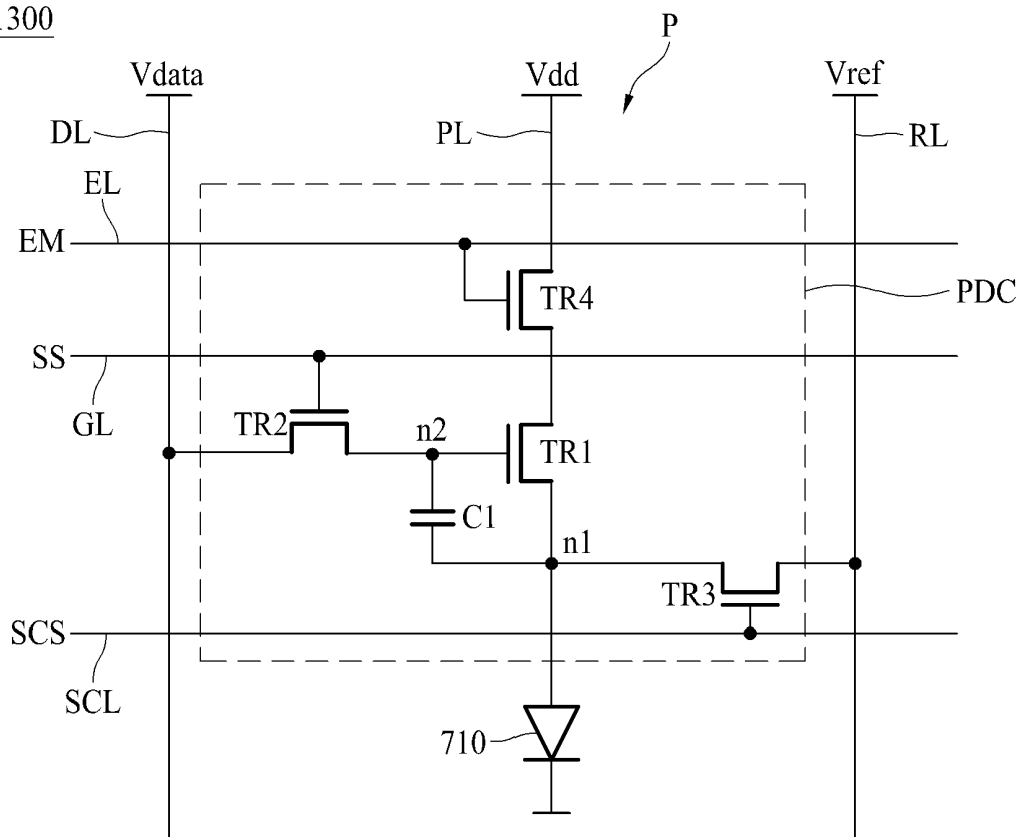 1300
P
Vdata
Vdd
Vref
DL
PL
RL
EL
EM
TR4
PDC
SS
GL
TR2
n2
TR1
C1
n1
TR3
SCS
SCL
710